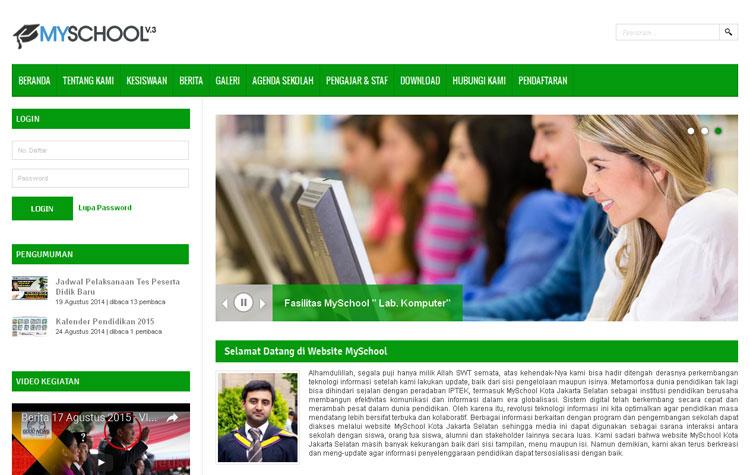 MYSCHOOL V.3
Pencarian...
BERANDA TENTANG KAMI KESISWAAN BERITA GALERI AGENDA SEKOLAH PENGAJAR & STAF DOWNLOAD HUBUNGI KAMI PENDAFTARAN
LOGIN
No. Daftar
Password
LOGIN Lupa Password
PENGUMUMAN
Jadwal Pelaksanaan Tes Peserta
Didik Baru
19 Agustus 2014 | dibaca 13 pembaca
Kalender Pendidikan 2015
24 Agustus 2014 | dibaca 1 pembaca
VIDEO KEGIATAN
Berita 17 Agustus 2015 : VI...
Fasilitas MySchool " Lab. Komputer"
Selamat Datang di Website MySchool
Alhamdulillah, segala puji hanya milik Allah SWT semata, atas kehendak-Nya kami bisa hadir ditengah derasnya perkembangan
teknologi informasi setelah kami lakukan update, baik dari sisi pengelolaan maupun isinya. Metamorfosa dunia pendidikan tak lagi
bisa dihindari sejalan dengan peradaban IPTEK, termasuk MySchool Kota Jakarta Selatan sebagai institusi pendidikan berusaha
membangun efektivitas komunikasi dan informasi dalam era globalisasi. Sistem digital telah berkembang secara cepat dan
merambah pesat dalam dunia pendidikan. Oleh karena itu, revolusi teknologi informasi ini kita optimalkan agar pendidikan masa
mendatang lebih bersifat terbuka dan kolaboratif. Berbagai informasi berkaitan dengan program dan pengembangan sekolah dapat
diakses melalui website MySchool Kota Jakarta Selatan sehingga media ini dapat digunakan sebagai sarana interaksi antara
sekolah dengan siswa, orang tua siswa, alumni dan stakeholder lainnya secara luas. Kami sadari bahwa website MySchool Kota
Jakarta Selatan masih banyak kekurangan baik dari sisi tampilan, menu maupun isi. Namun demikian, kami akan terus berkreasi
dan meng-update agar informasi penyelenggaraan pendidikan dapat tersosialisasi dengan baik.